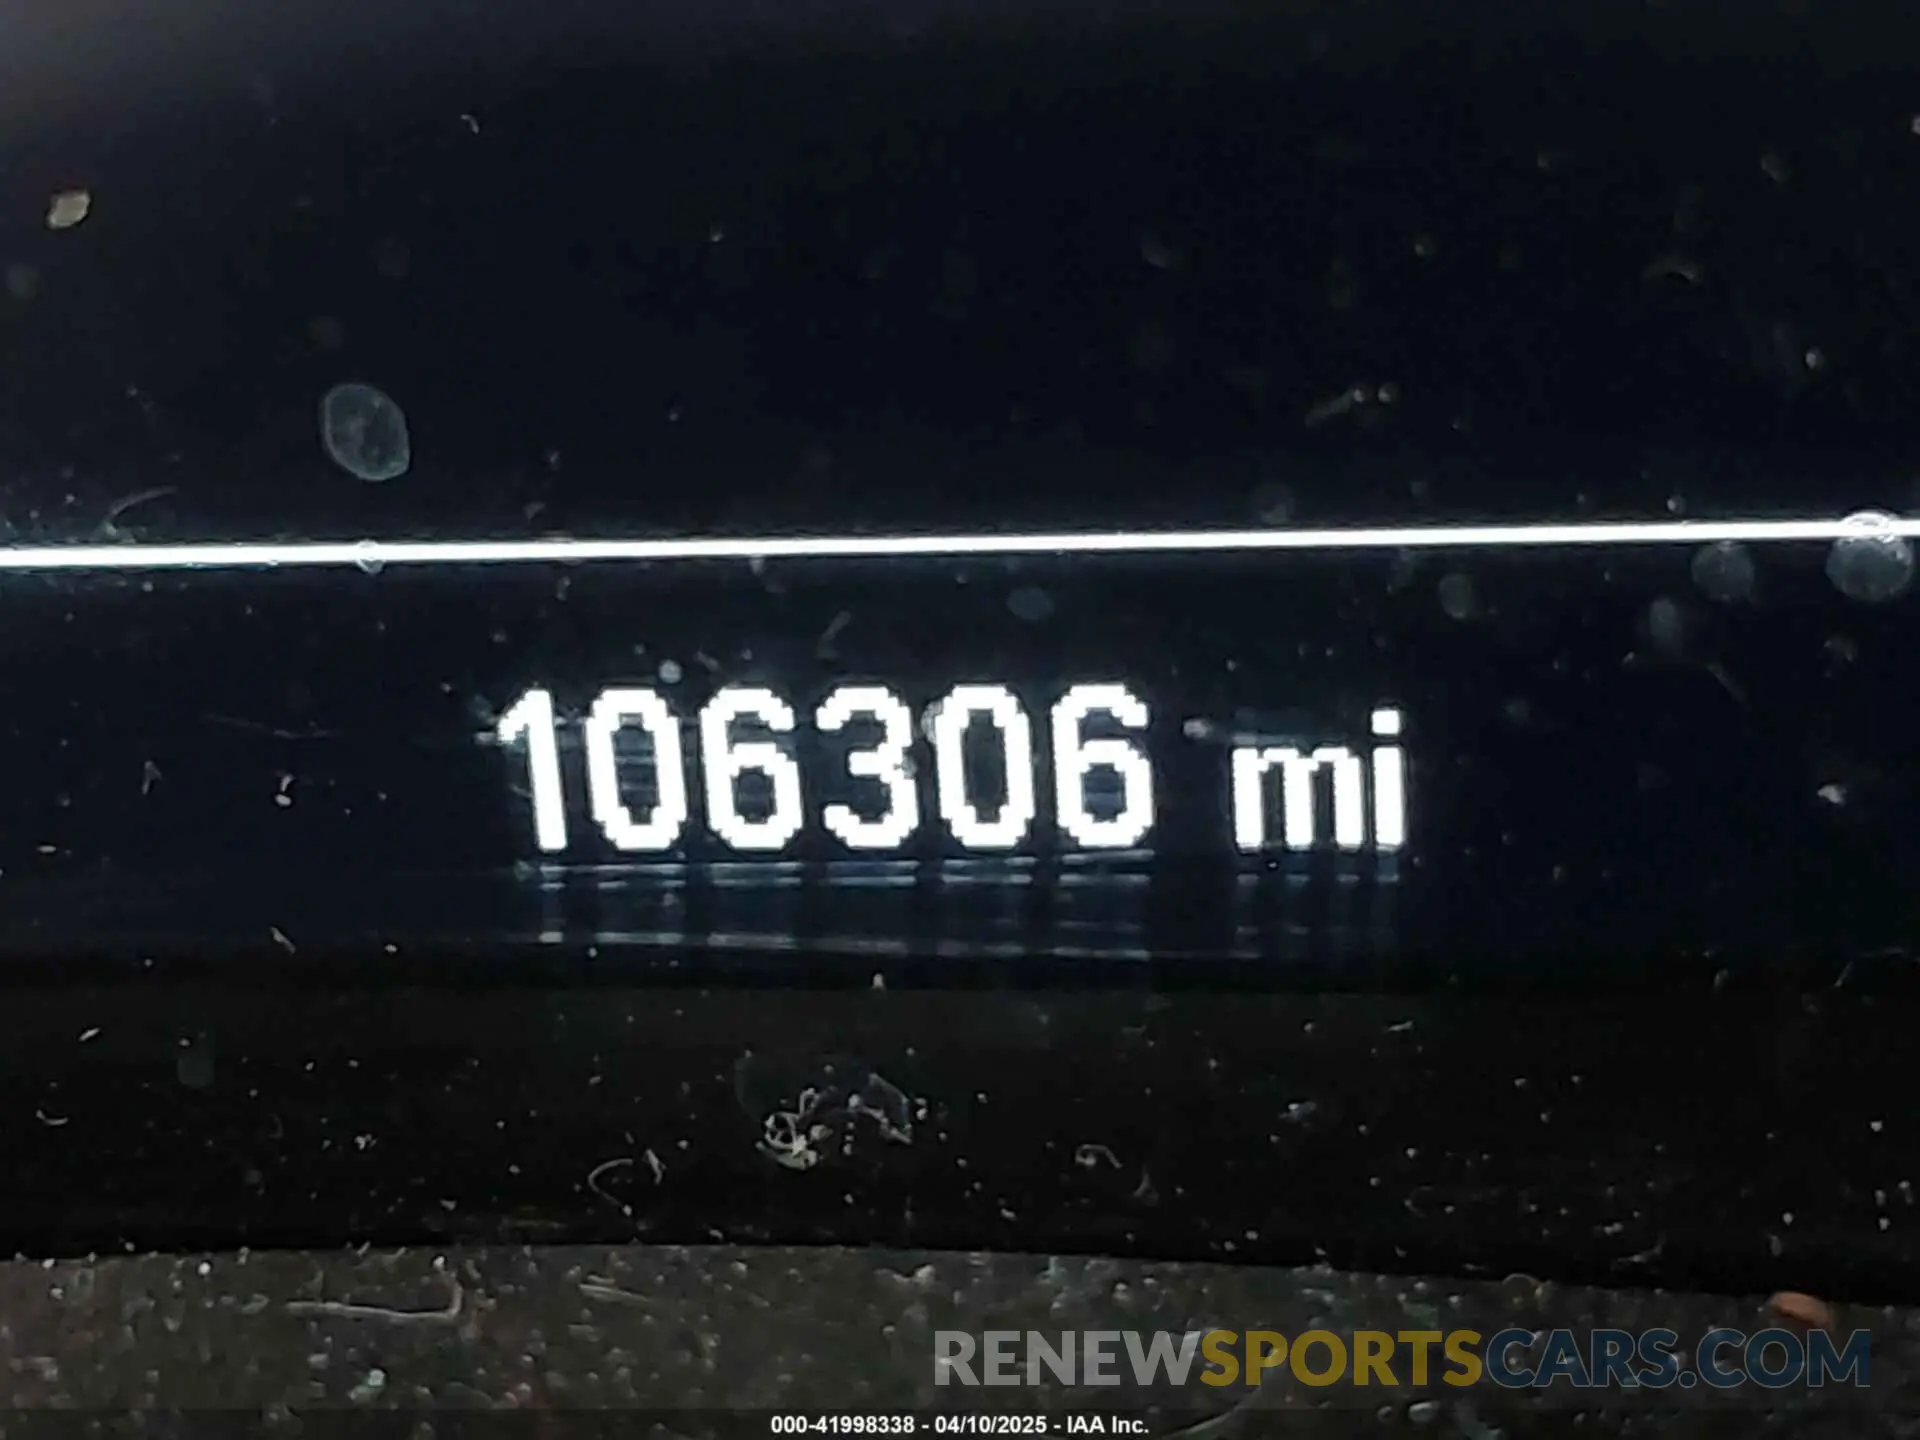 106306 mi
RENEWSPORTSCARS.COM
000-41998338 - 04/10/2025 - IAA Inc.